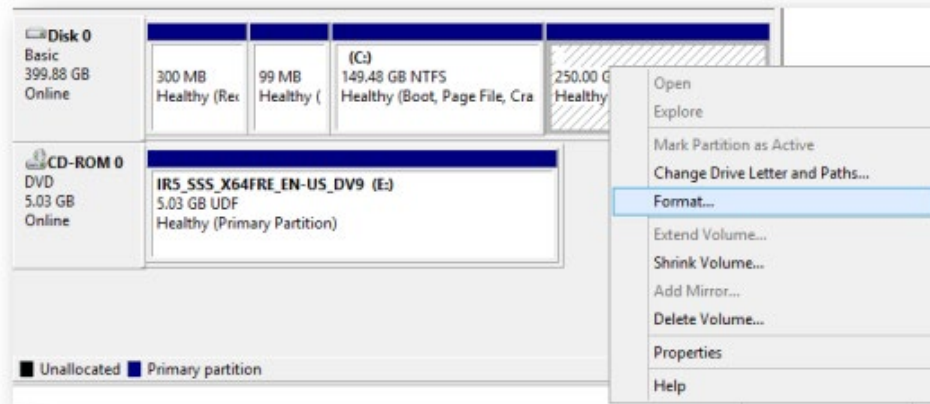 Disk 0
Basic
399.88 GB
Online
300 MB
Healthy (Rec
99 MB
Healthy (
(C:)
149.48 GB NTFS
Healthy (Boot, Page File, Cra
250.00 G
Healthy
CD-ROM 0
DVD
5.03 GB
Online
IR5_SSS_X64FRE_EN-US_DV9 (E:)
5.03 GB UDF
Healthy (Primary Partition)
Unallocated Primary partition
Open
Explore
Mark Partition as Active
Change Drive Letter and Paths...
Format...
Extend Volume...
Shrink Volume...
Add Mirror...
Delete Volume...
Properties
Help